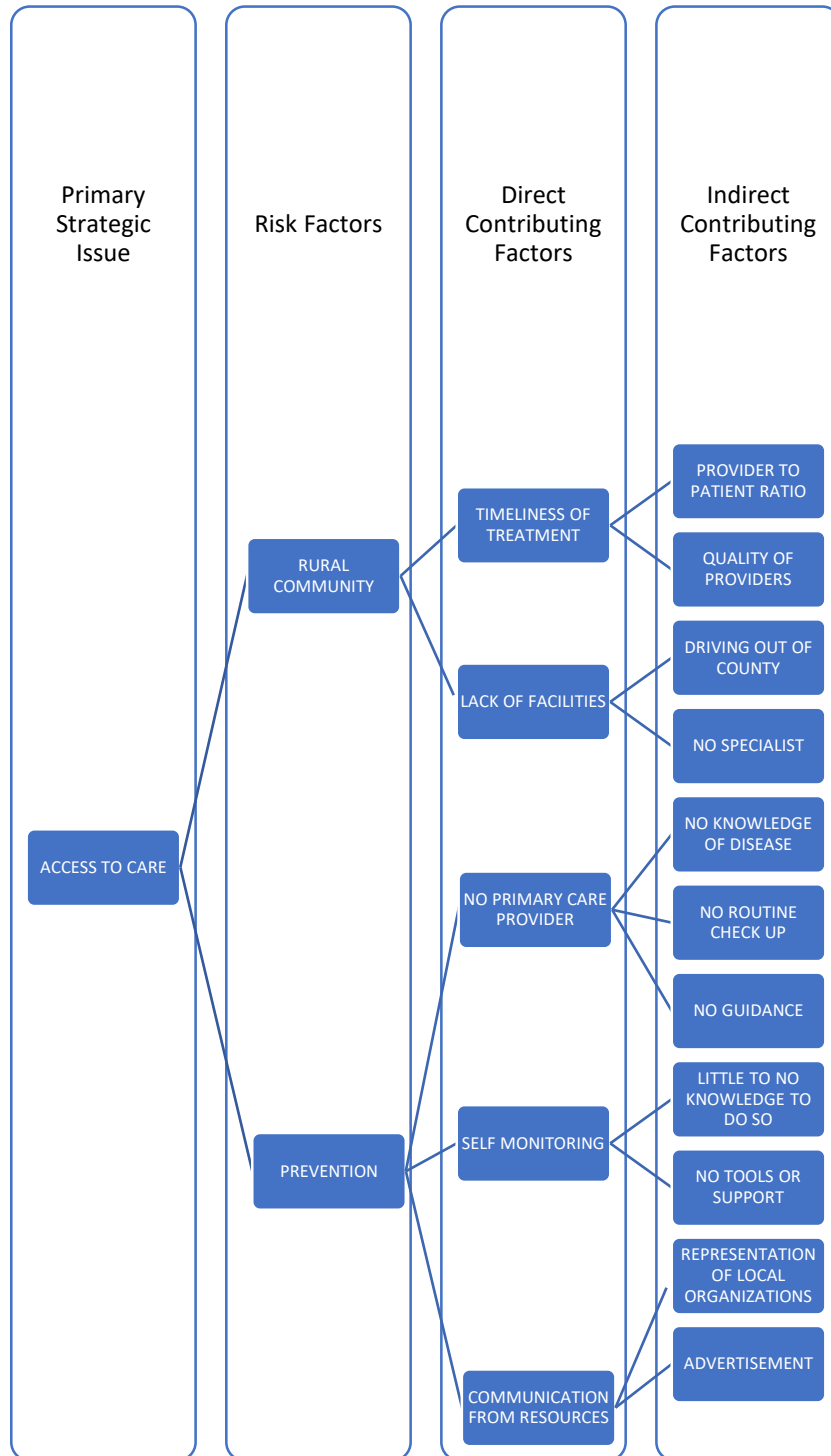 Primary
Strategic
Issue
Risk Factors
Direct
Contributing
Factors
Indirect
Contributing
Factors
ACCESS TO CARE
RURAL
COMMUNITY
PREVENTION
TIMELINESS OF
TREATMENT
LACK OF FACILITIES
NO PRIMARY CARE
PROVIDER
SELF MONITORING
COMMUNICATION
FROM RESOURCES
PROVIDER TO
PATIENT RATIO
QUALITY OF
PROVIDERS
DRIVING OUT OF
COUNTY
NO SPECIALIST
NO KNOWLEDGE
OF DISEASE
NO ROUTINE
CHECK UP
NO GUIDANCE
LITTLE TO NO
KNOWLEDGE TO
DO SO
NO TOOLS OR
SUPPORT
REPRESENTATION
OF LOCAL
ORGANIZATIONS
ADVERTISEMENT